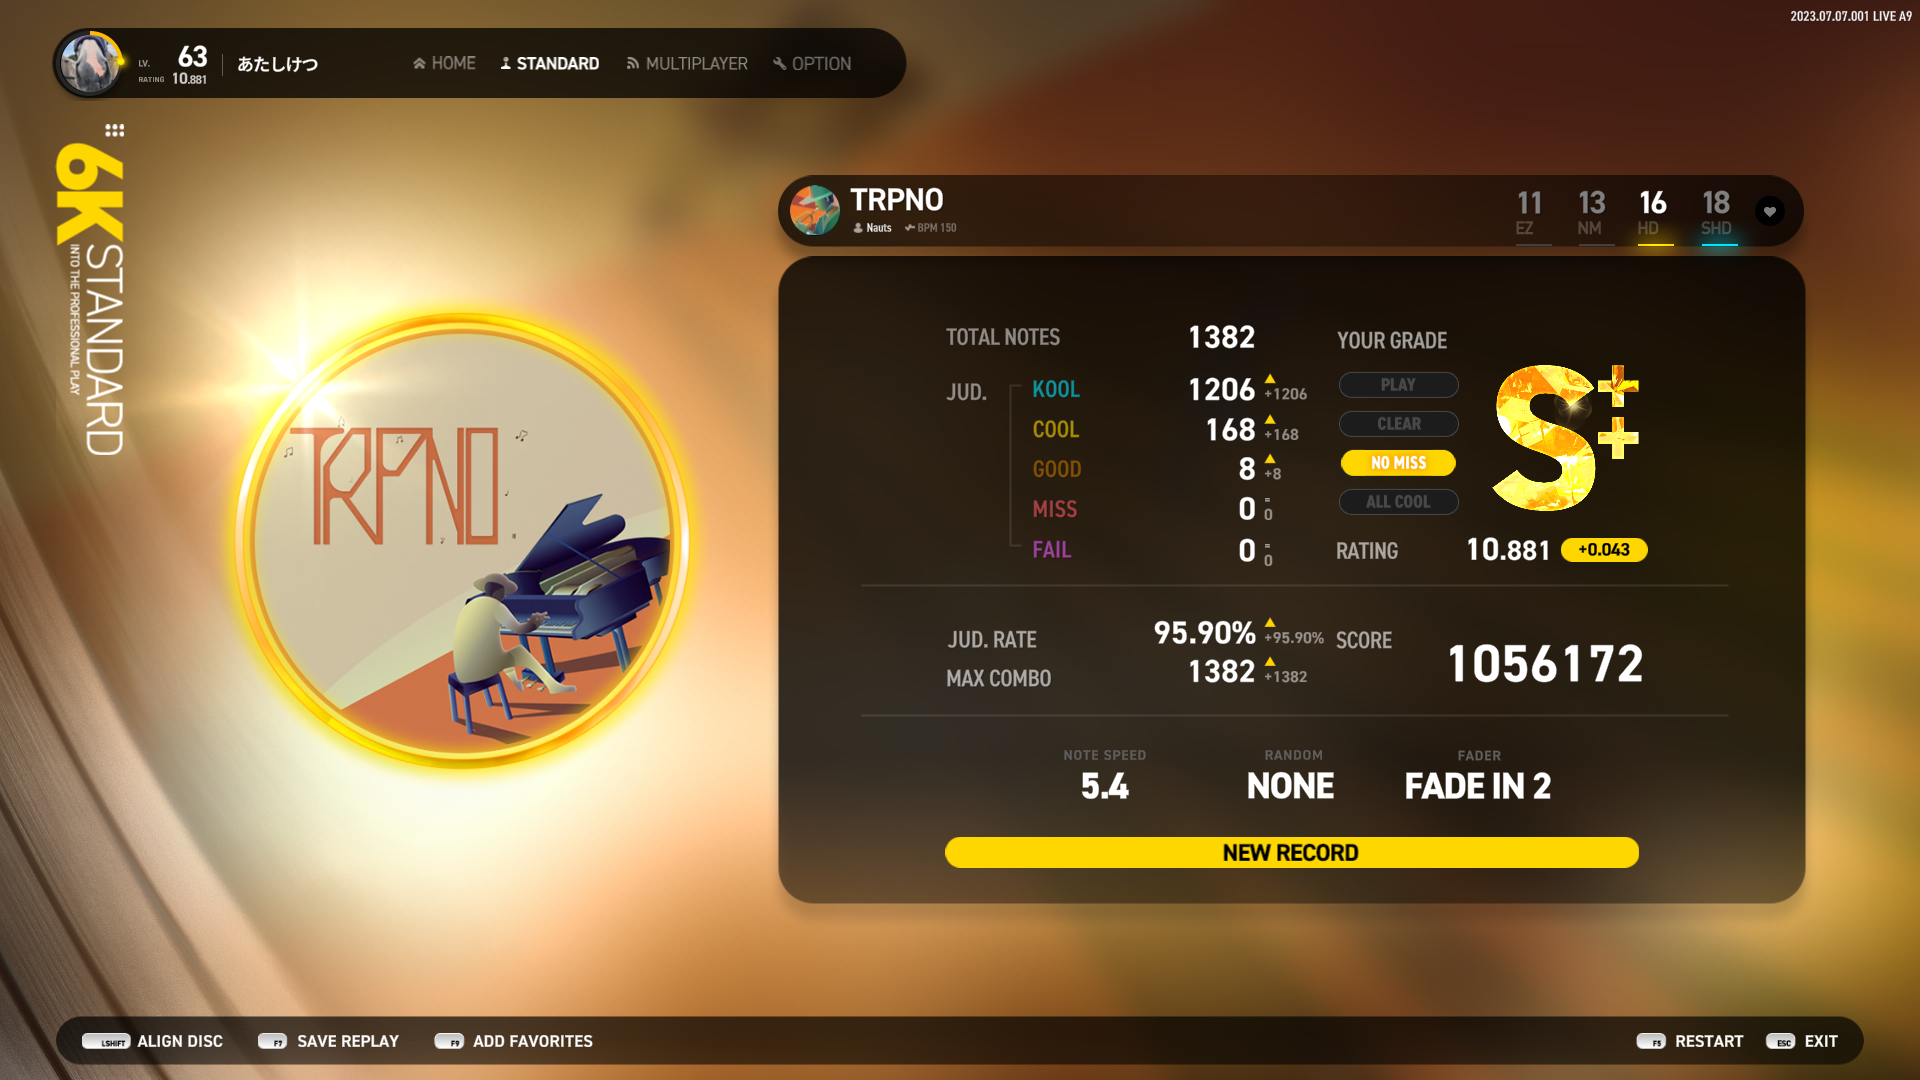 2023.07.07.001 LIVE A9
LV. 63
RATING 10.881
あたしけつ
HOME
STANDARD
MULTIPLAYER
OPTION
6K STANDARD
INTO THE PROFESSIONAL PLAY
TRPNO
Nauts BPM 150
11 13 16 18
EZ NM HD SHD
TRPNO
TOTAL NOTES 1382
JUD.
KOOL 1206 +1206
COOL 168 +168
GOOD 8 +8
MISS 0 = 0
FAIL 0 = 0
YOUR GRADE
PLAY
CLEAR
NO MISS
ALL COOL
S++
RATING 10.881 +0.043
JUD. RATE 95.90% +95.90%
MAX COMBO 1382 +1382
SCORE 1056172
NOTE SPEED
5.4
RANDOM
NONE
FADER
FADE IN 2
NEW RECORD
LSHIFT ALIGN DISC
F7 SAVE REPLAY
F9 ADD FAVORITES
F5 RESTART
ESC EXIT